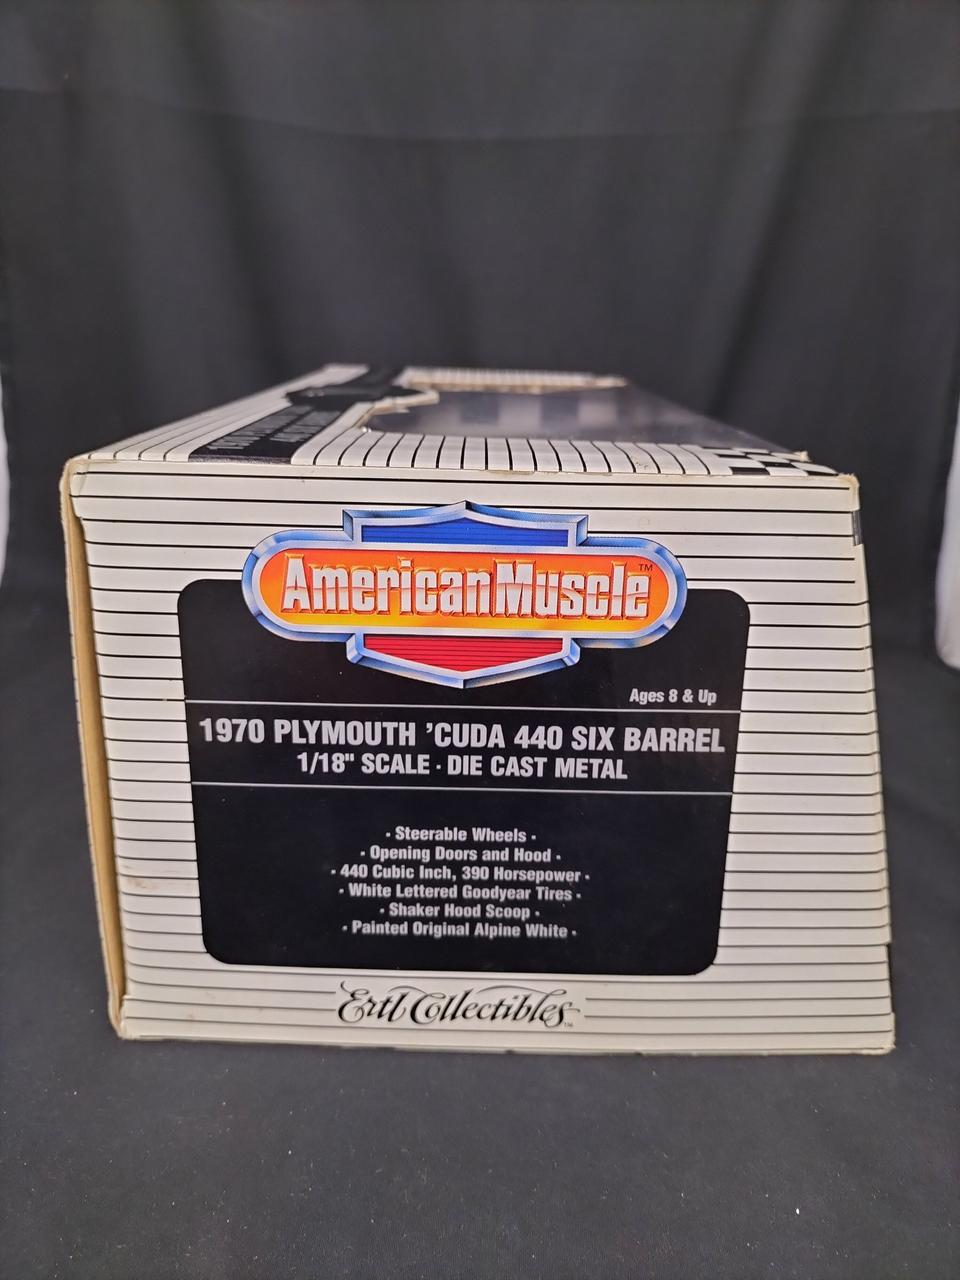 AmericanMuscle™
Ages 8 & Up
1970 PLYMOUTH 'CUDA 440 SIX BARREL
1/18" SCALE · DIE CAST METAL
· Steerable Wheels ·
· Opening Doors and Hood ·
· 440 Cubic Inch, 390 Horsepower ·
· White Lettered Goodyear Tires ·
· Shaker Hood Scoop ·
· Painted Original Alpine White ·
Ertl Collectibles™